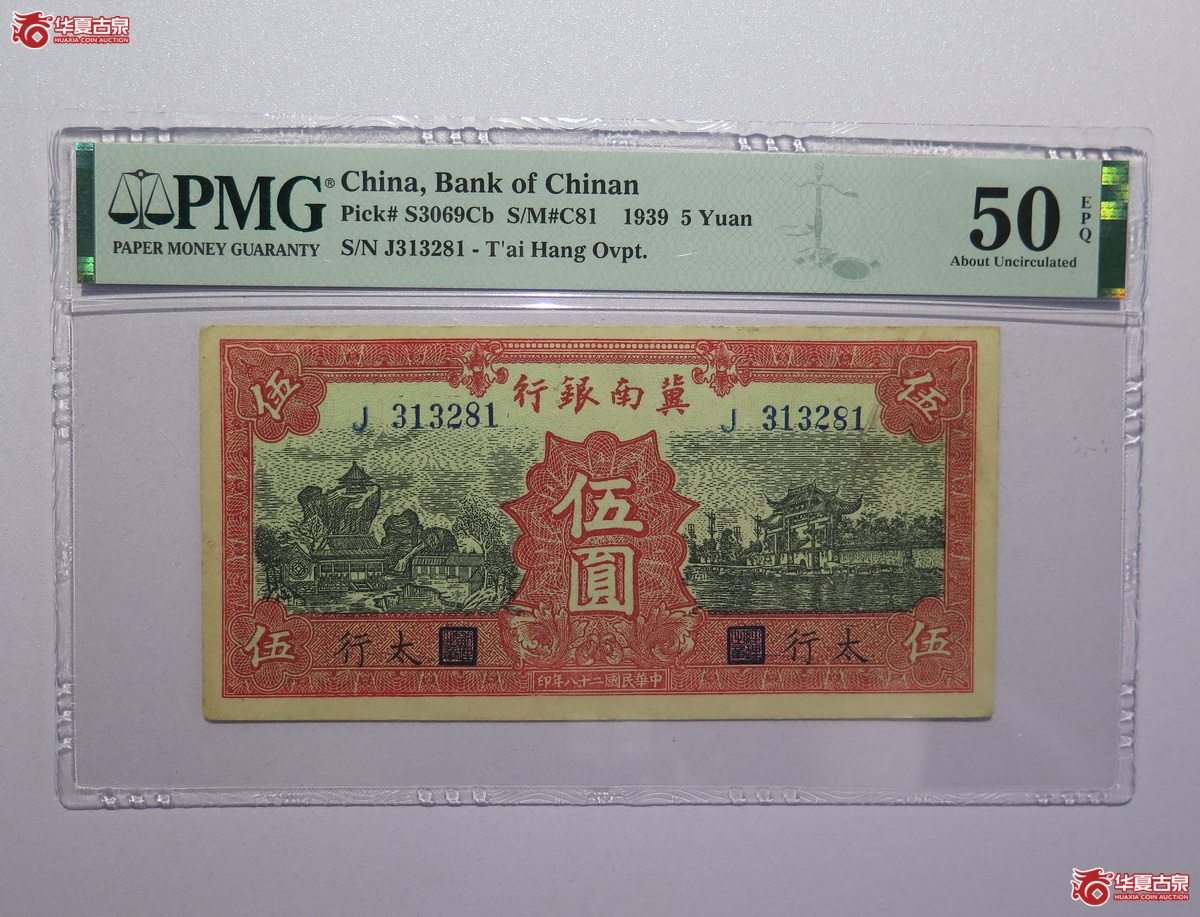 华夏古泉
HUAXIA COIN AUCTION
PMG®
PAPER MONEY GUARANTY
China, Bank of Chinan
Pick# S3069Cb S/M#C81 1939 5 Yuan
S/N J313281 - T'ai Hang Ovpt.
50
EPQ
About Uncirculated
伍
行銀南冀
伍
J 313281
J 313281
伍圓
伍
行太
行太
伍
印年八十二國民華中
华夏古泉
HUAXIA COIN AUCTION